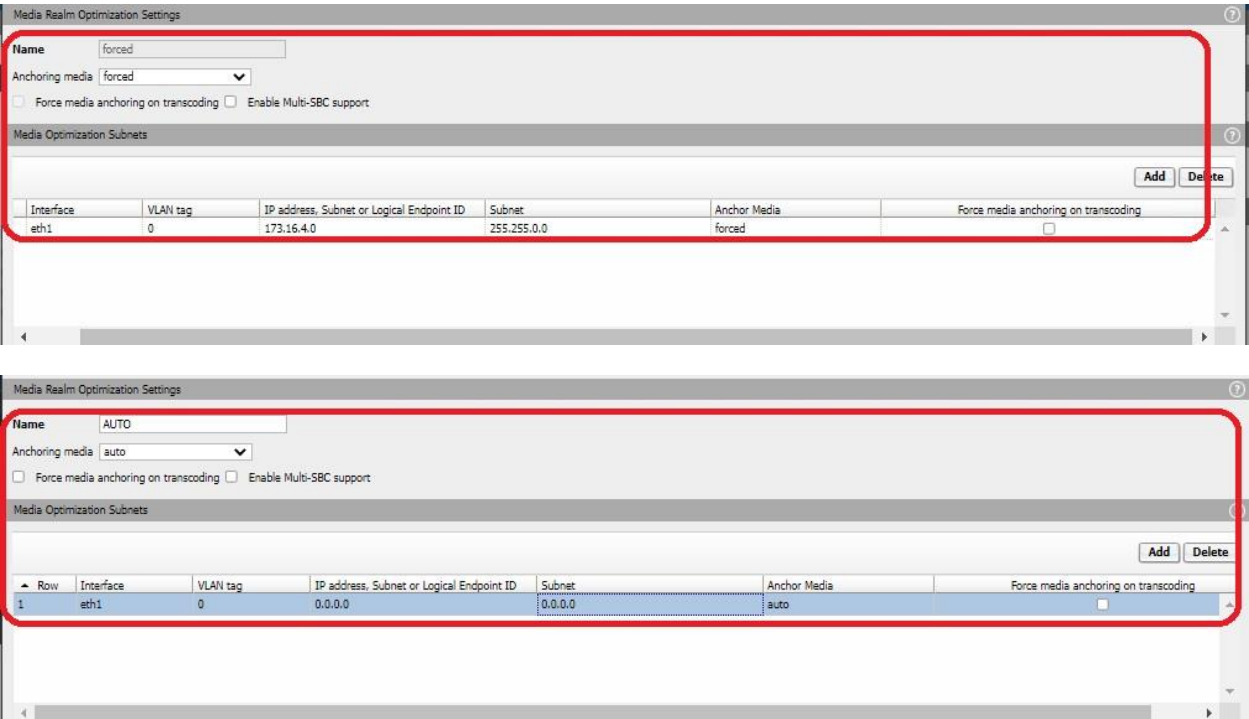 Media Realm Optimization Settings ?
Name forced
Anchoring media forced
Force media anchoring on transcoding Enable Multi-SBC support
Media Optimization Subnets ?
Add Delete
Interface VLAN tag IP address, Subnet or Logical Endpoint ID Subnet Anchor Media Force media anchoring on transcoding
eth1 0 173.16.4.0 255.255.0.0 forced
Media Realm Optimization Settings ?
Name AUTO
Anchoring media auto
Force media anchoring on transcoding Enable Multi-SBC support
Media Optimization Subnets
Add Delete
Row Interface VLAN tag IP address, Subnet or Logical Endpoint ID Subnet Anchor Media Force media anchoring on transcoding
1 eth1 0 0.0.0.0 0.0.0.0 auto